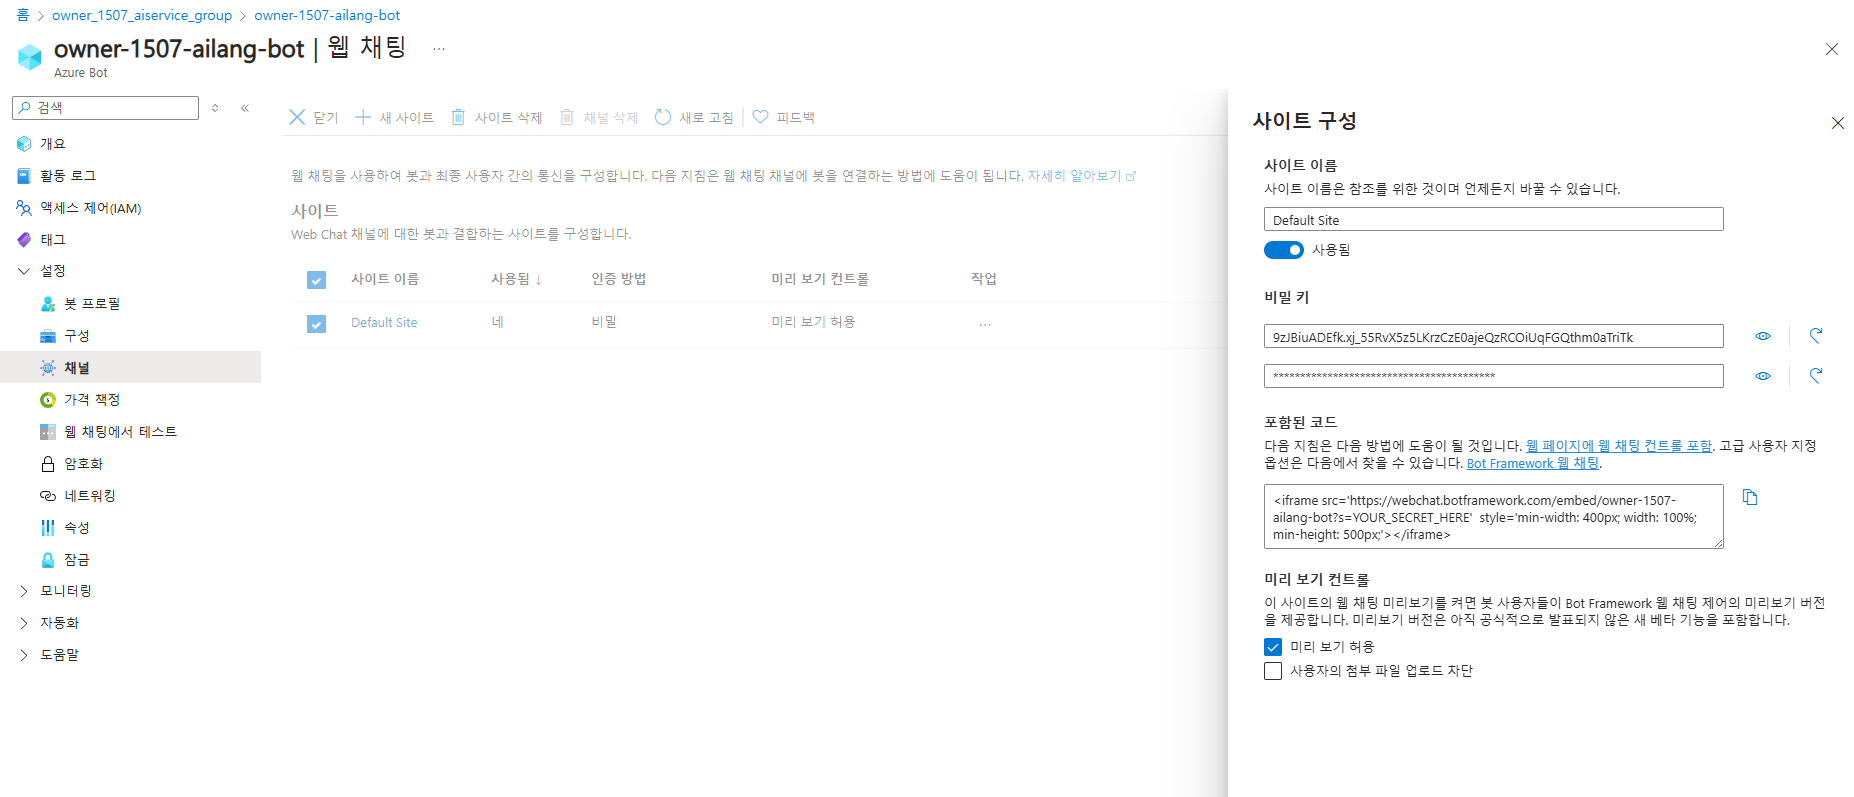 홈 > owner_1507_aiservice_group > owner-1507-ailang-bot
owner-1507-ailang-bot | 웹 채팅 ...
Azure Bot
검색
개요
활동 로그
액세스 제어(IAM)
태그
설정
봇 프로필
구성
채널
가격 책정
웹 채팅에서 테스트
암호화
네트워킹
속성
잠금
모니터링
자동화
도움말
닫기 새 사이트 사이트 삭제 채널 삭제 새로 고침 피드백
웹 채팅을 사용하여 봇과 최종 사용자 간의 통신을 구성합니다. 다음 지침은 웹 채팅 채널에 봇을 연결하는 방법에 도움이 됩니다. 자세히 알아보기
사이트
Web Chat 채널에 대한 봇과 결합하는 사이트를 구성합니다.
사이트 이름 사용됨 ↓ 인증 방법 미리 보기 컨트롤 작업
Default Site 네 비밀 미리 보기 허용 ...
사이트 구성
사이트 이름
사이트 이름은 참조를 위한 것이며 언제든지 바꿀 수 있습니다.
Default Site
사용됨
비밀 키
9zJBiuADEfk.xj_55RvX5z5LKrzCzE0ajeQzRCOiUqFGQthm0aTriTk
******************************************
포함된 코드
다음 지침은 다음 방법에 도움이 될 것입니다. 웹 페이지에 웹 채팅 컨트롤 포함. 고급 사용자 지정
옵션은 다음에서 찾을 수 있습니다. Bot Framework 웹 채팅.
<iframe src='https://webchat.botframework.com/embed/owner-1507-
ailang-bot?s=YOUR_SECRET_HERE'  style='min-width: 400px; width: 100%;
min-height: 500px;'></iframe>
미리 보기 컨트롤
이 사이트의 웹 채팅 미리보기를 켜면 봇 사용자들이 Bot Framework 웹 채팅 제어의 미리보기 버전
을 제공합니다. 미리보기 버전은 아직 공식적으로 발표되지 않은 새 베타 기능을 포함합니다.
미리 보기 허용
사용자의 첨부 파일 업로드 차단